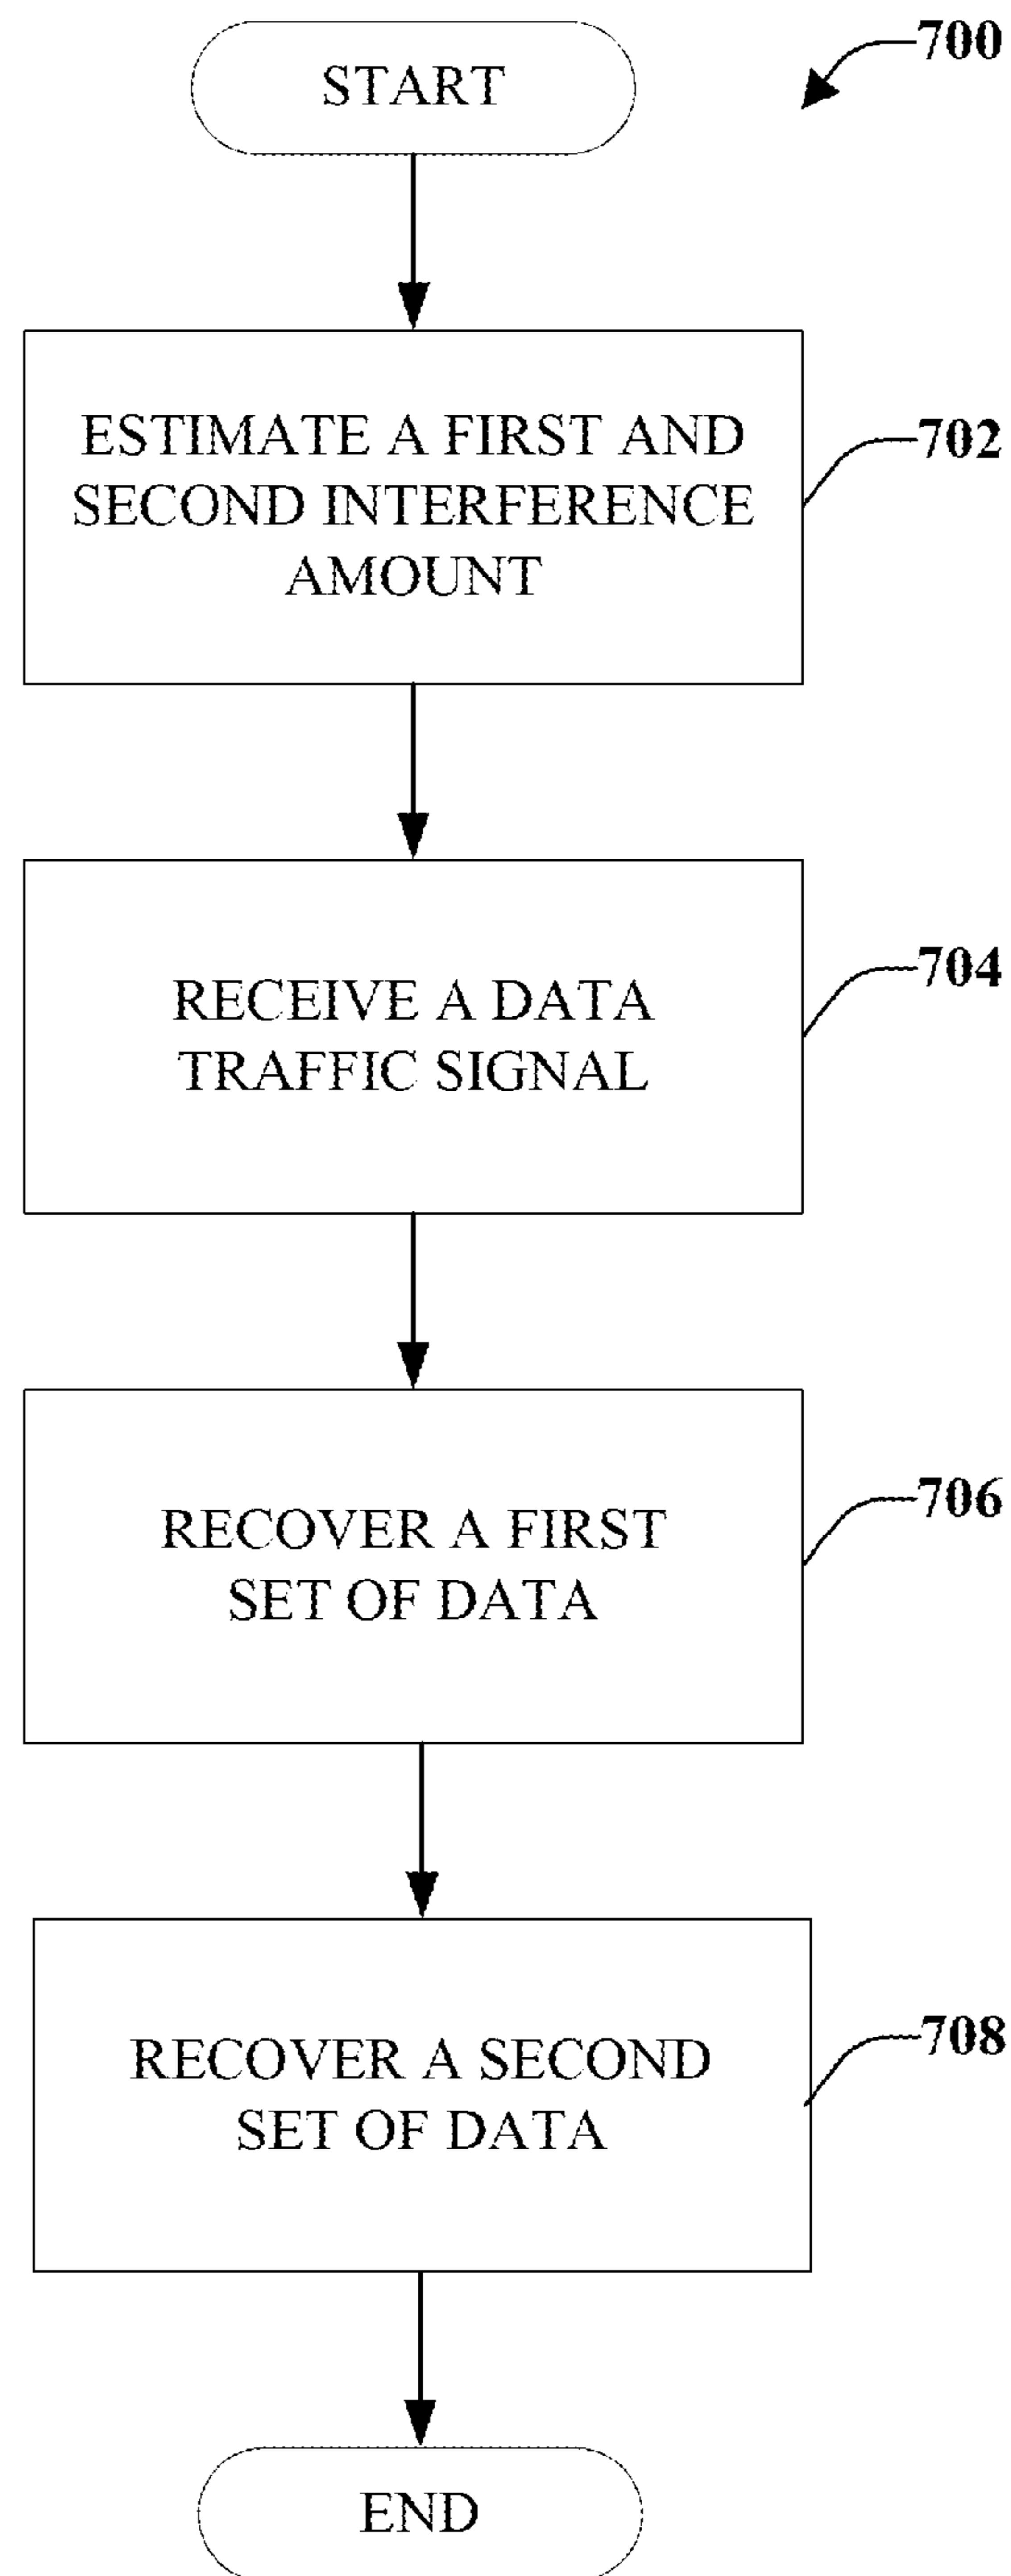 START
700
ESTIMATE A FIRST AND
SECOND INTERFERENCE
AMOUNT
702
RECEIVE A DATA
TRAFFIC SIGNAL
704
RECOVER A FIRST
SET OF DATA
706
RECOVER A SECOND
SET OF DATA
708
END